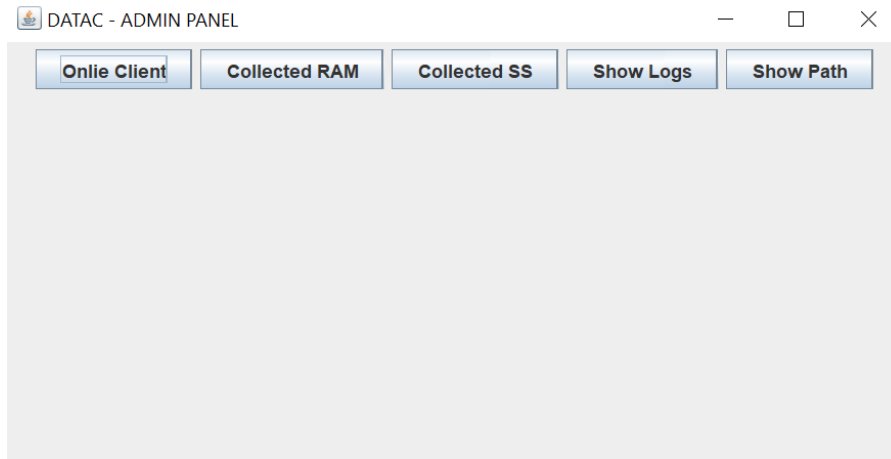 DATAC - ADMIN PANEL
Onlie Client Collected RAM Collected SS Show Logs Show Path